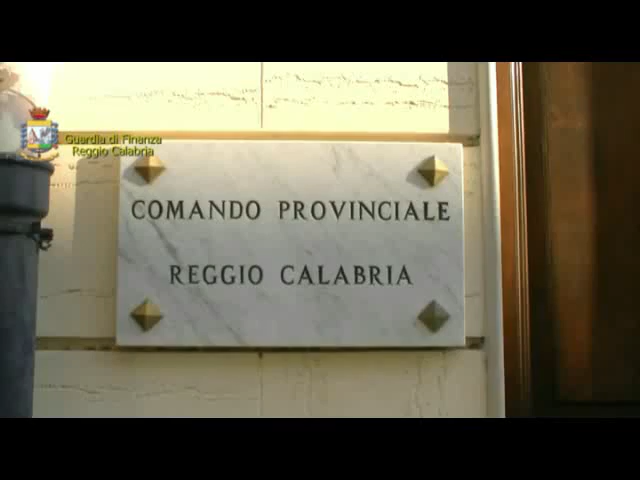 Guardia di Finanza
Reggio Calabria
COMANDO PROVINCIALE
REGGIO CALABRIA